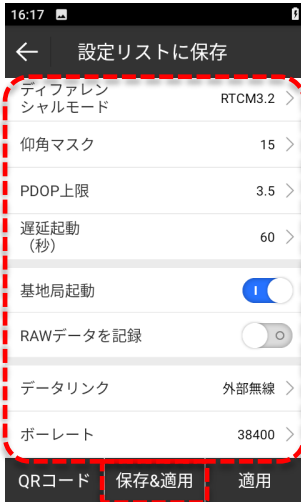 16:17
設定リストに保存
ディファレン
シャルモード
RTCM3.2
仰角マスク
15
PDOP上限
3.5
遅延起動
（秒）
60
基地局起動
RAWデータを記録
データリンク
外部無線
ボーレート
38400
QRコード
保存&適用
適用